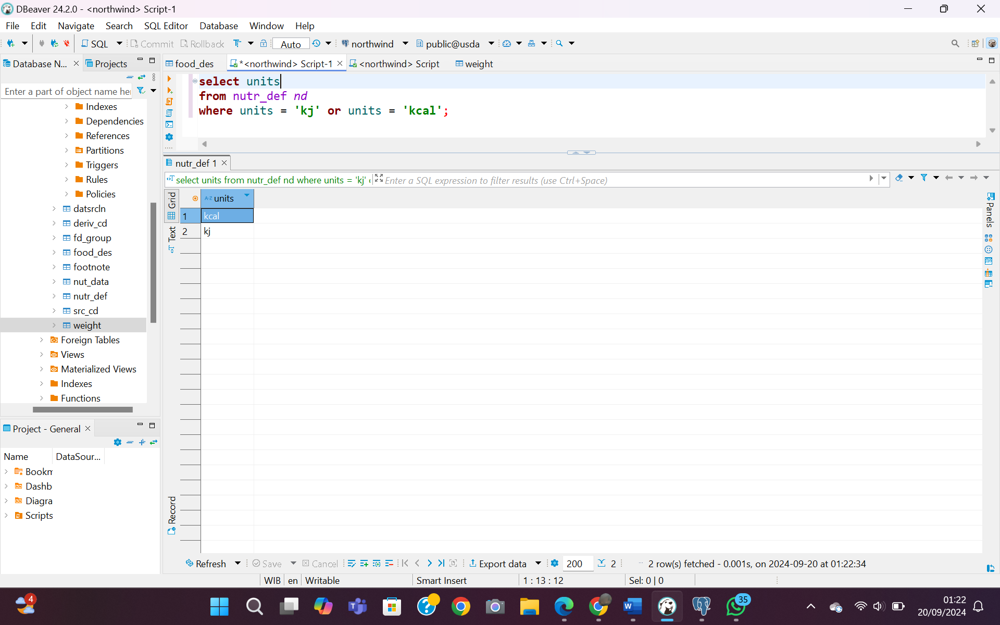 DBeaver 24.2.0 - <northwind> Script-1
File Edit Navigate Search SQL Editor Database Window Help
SQL Commit Rollback Auto northwind public@usda
Database N... Projects
food_des *<northwind> Script-1 <northwind> Script weight
Enter a part of object name her
select units
from nutr_def nd
where units = 'kj' or units = 'kcal';
Indexes
Dependencies
References
Partitions
Triggers
Rules
Policies
datsrcln
deriv_cd
fd_group
food_des
footnote
nut_data
nutr_def
src_cd
weight
Foreign Tables
Views
Materialized Views
Indexes
Functions
nutr_def 1
select units from nutr_def nd where units = 'kj' Enter a SQL expression to filter results (use Ctrl+Space)
Grid
Text
Record
A-Z units
1 kcal
2 kj
Panels
Project - General
Name DataSour...
Bookm
Dashb
Diagra
Scripts
Refresh Save Cancel Export data 200 2 2 row(s) fetched - 0.001s, on 2024-09-20 at 01:22:34
WIB en Writable Smart Insert 1 : 13 : 12 Sel: 0 | 0
4
35
01:22
20/09/2024